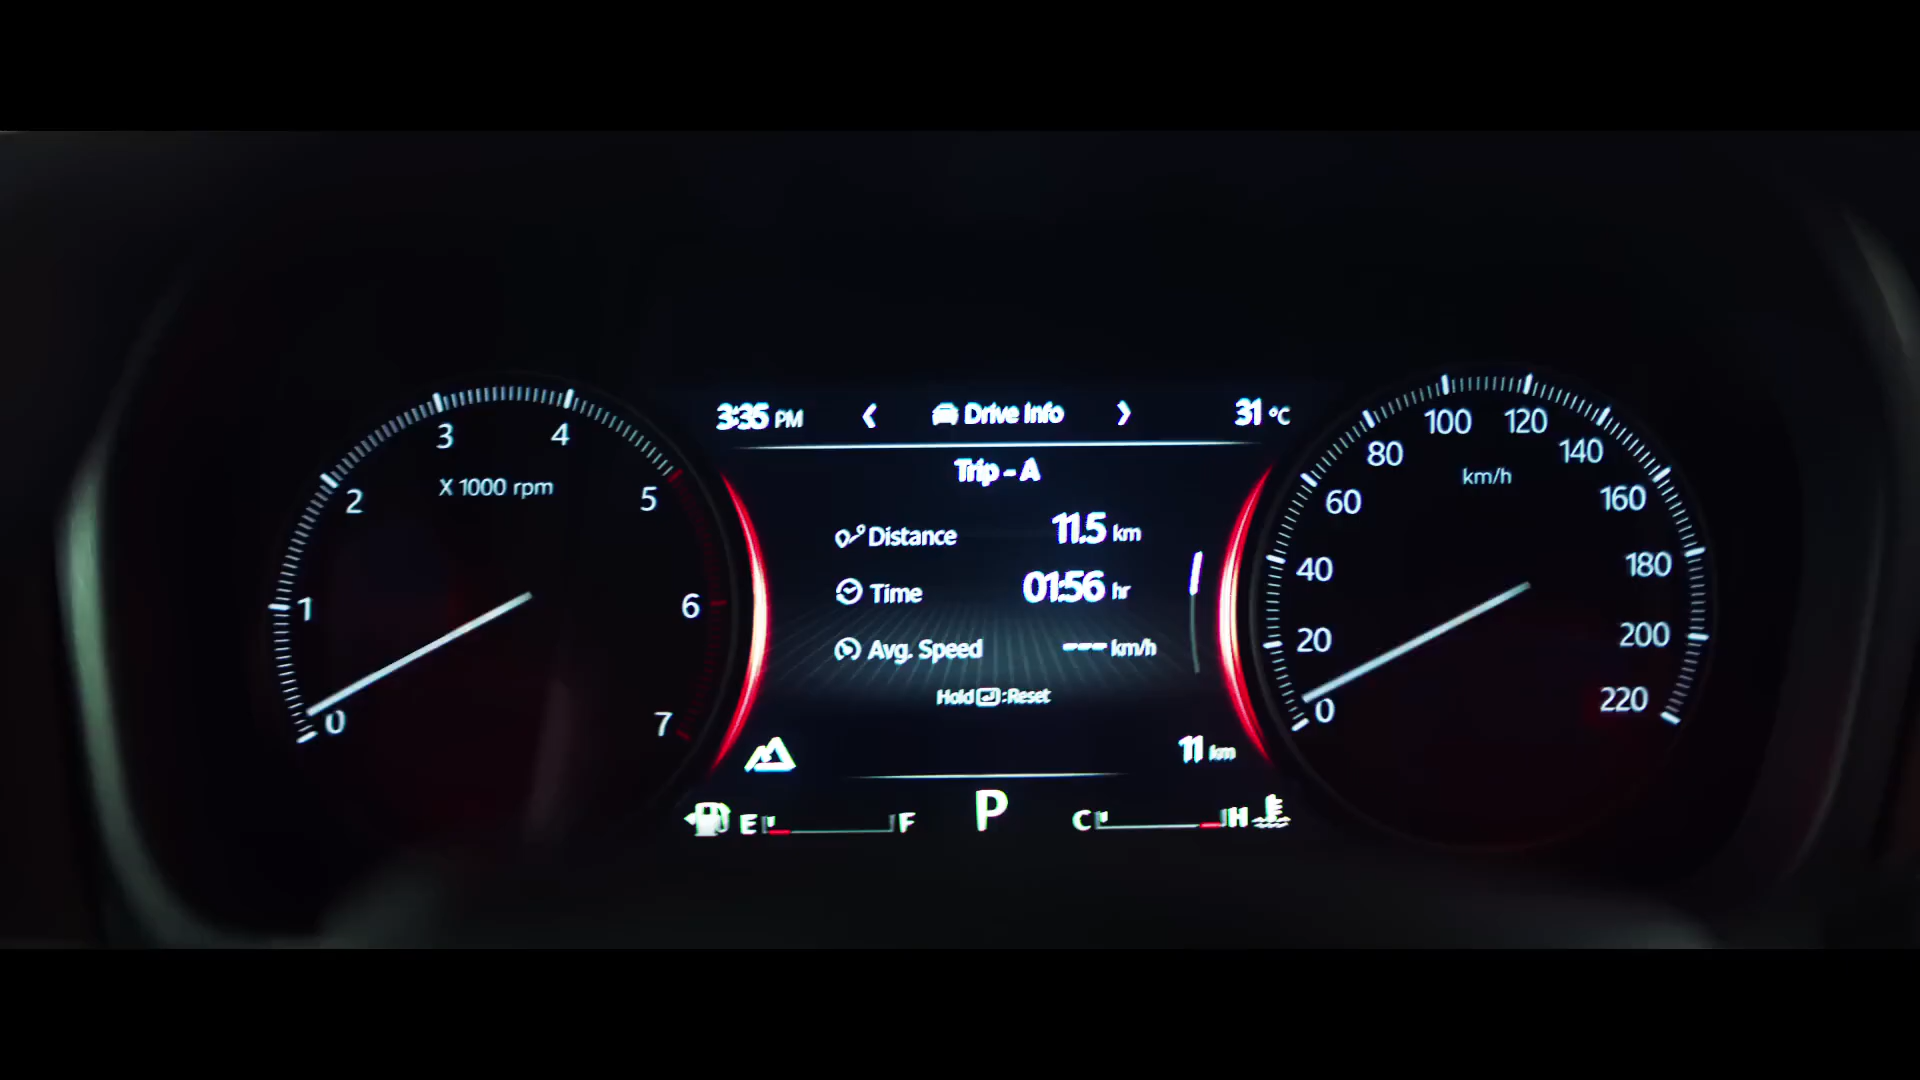 3:35 PM ❮ Drive Info ❯ 31 °C
Trip - A
Distance 11.5 km
Time 01:56 hr
Avg. Speed --- km/h
Hold :Reset
11 km
E F P C H
0 1 2 3 4 5 6 7
X 1000 rpm
0 20 40 60 80 100 120 140 160 180 200 220
km/h